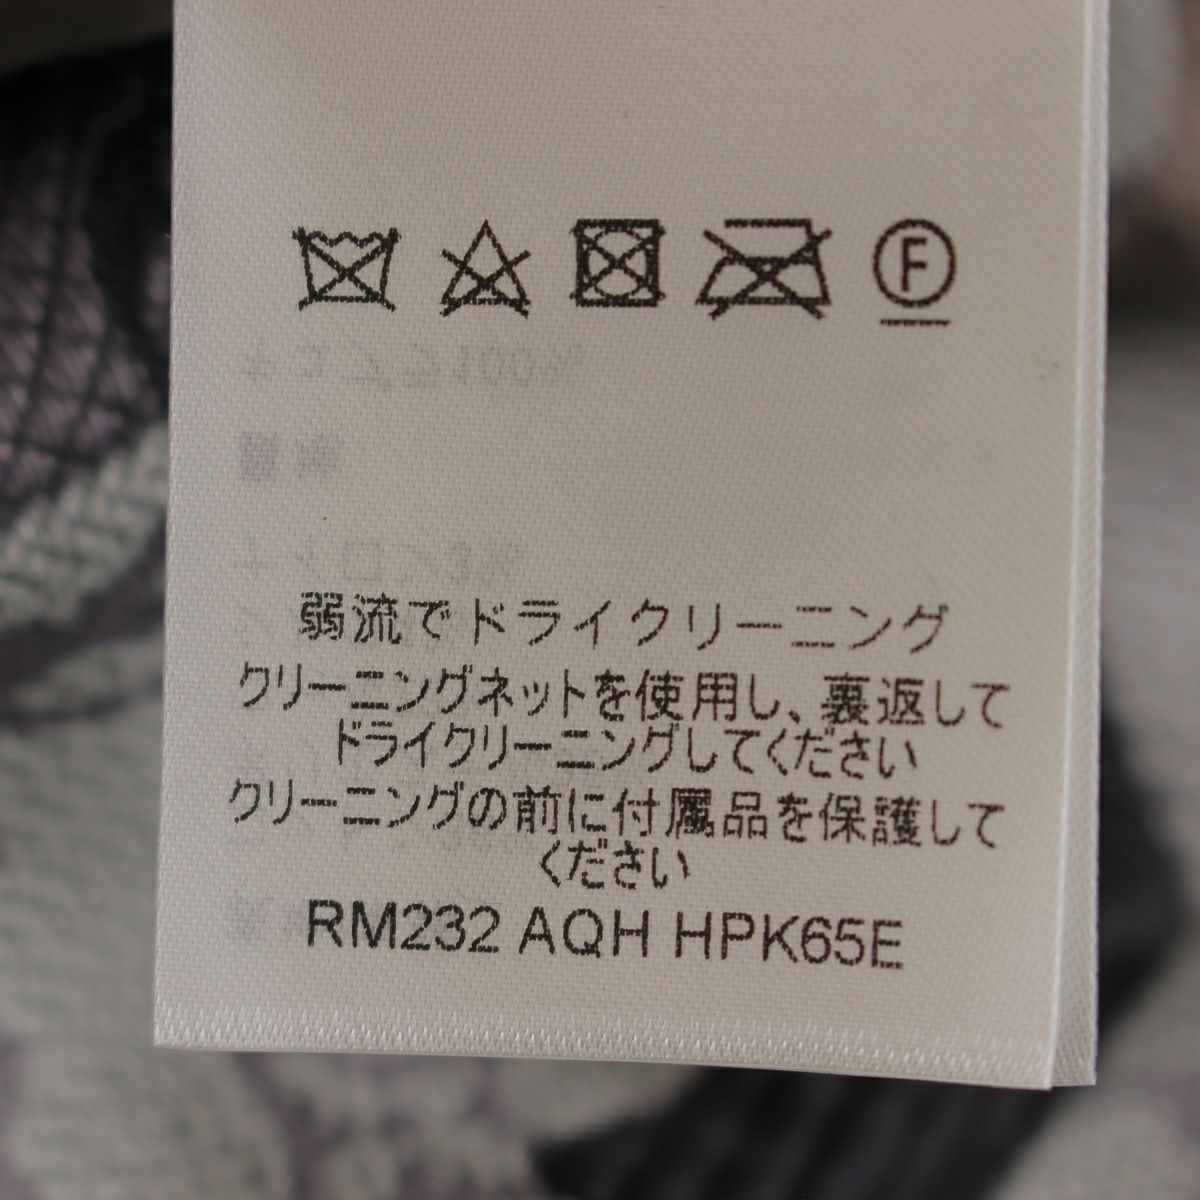 F
弱流でドライクリーニング
クリーニングネットを使用し、裏返して
ドライクリーニングしてください
クリーニングの前に付属品を保護して
ください
RM232 AQH HPK65E